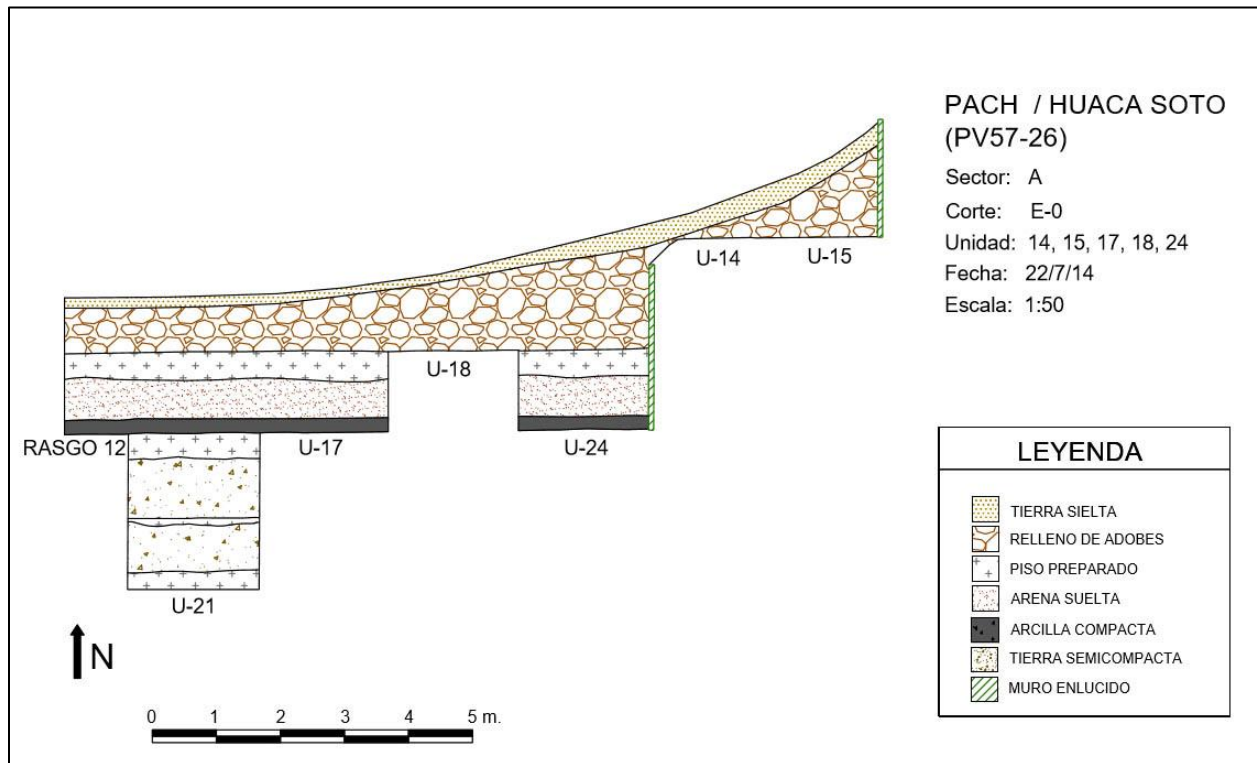 PACH / HUACA SOTO
(PV57-26)
Sector: A
Corte: E-0
Unidad: 14, 15, 17, 18, 24
Fecha: 22/7/14
Escala: 1:50
U-14
U-15
U-18
RASGO 12
U-17
U-24
U-21
N
0 1 2 3 4 5 m.
LEYENDA
TIERRA SIELTA
RELLENO DE ADOBES
PISO PREPARADO
ARENA SUELTA
ARCILLA COMPACTA
TIERRA SEMICOMPACTA
MURO ENLUCIDO